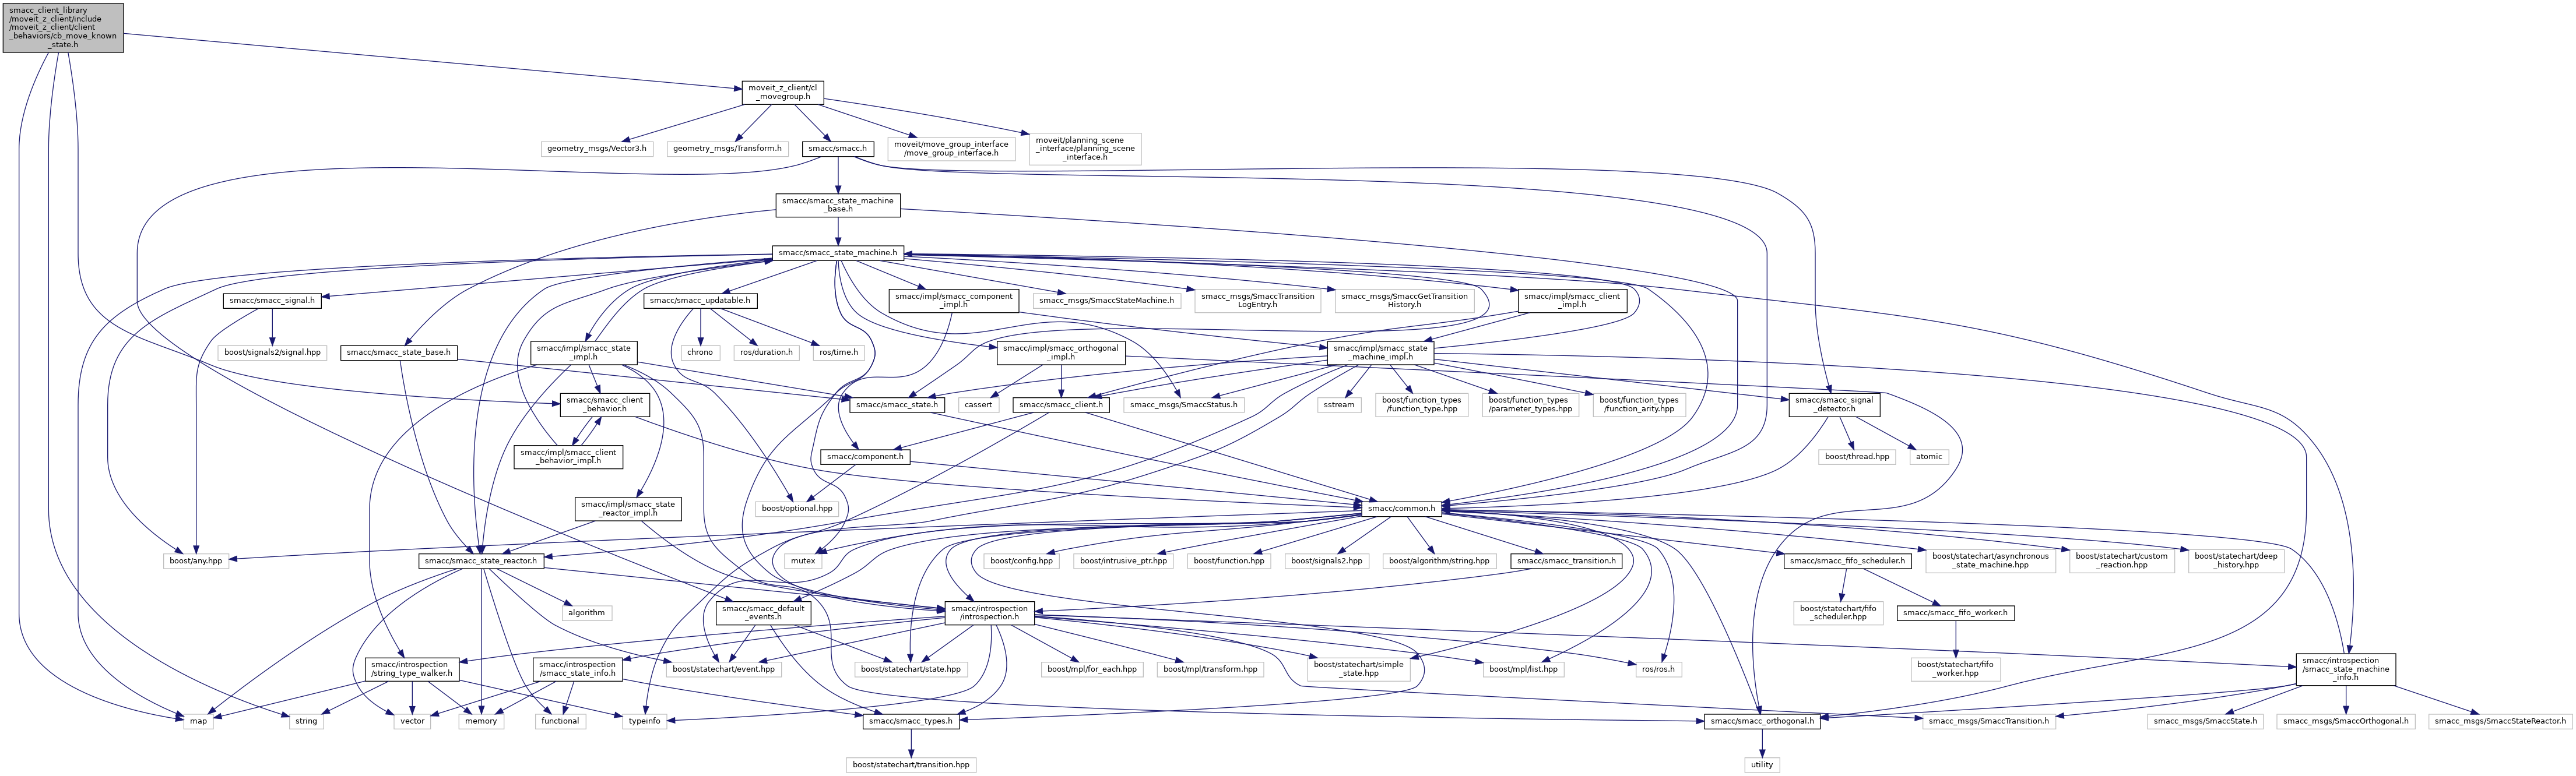 smacc_client_library
/moveit_z_client/include
/moveit_z_client/client
_behaviors/cb_move_known
_state.h
moveit_z_client/cl
_movegroup.h
geometry_msgs/Vector3.h
geometry_msgs/Transform.h
smacc/smacc.h
moveit/move_group_interface
/move_group_interface.h
moveit/planning_scene
_interface/planning_scene
_interface.h
smacc/smacc_state_machine
_base.h
smacc/smacc_state_machine.h
smacc/smacc_signal.h
smacc/smacc_updatable.h
smacc/impl/smacc_component
_impl.h
smacc_msgs/SmaccStateMachine.h
smacc_msgs/SmaccTransition
LogEntry.h
smacc_msgs/SmaccGetTransition
History.h
smacc/impl/smacc_client
_impl.h
boost/signals2/signal.hpp
smacc/smacc_state_base.h
smacc/impl/smacc_state
_impl.h
chrono
ros/duration.h
ros/time.h
smacc/impl/smacc_orthogonal
_impl.h
smacc/impl/smacc_state
_machine_impl.h
smacc/smacc_client
_behavior.h
smacc/smacc_state.h
cassert
smacc/smacc_client.h
smacc_msgs/SmaccStatus.h
sstream
boost/function_types
/function_type.hpp
boost/function_types
/parameter_types.hpp
boost/function_types
/function_arity.hpp
smacc/smacc_signal
_detector.h
smacc/impl/smacc_client
_behavior_impl.h
smacc/component.h
boost/thread.hpp
atomic
smacc/impl/smacc_state
_reactor_impl.h
boost/optional.hpp
smacc/common.h
boost/any.hpp
smacc/smacc_state_reactor.h
mutex
boost/config.hpp
boost/intrusive_ptr.hpp
boost/function.hpp
boost/signals2.hpp
boost/algorithm/string.hpp
smacc/smacc_transition.h
smacc/smacc_fifo_scheduler.h
boost/statechart/asynchronous
_state_machine.hpp
boost/statechart/custom
_reaction.hpp
boost/statechart/deep
_history.hpp
algorithm
smacc/smacc_default
_events.h
smacc/introspection
/introspection.h
boost/statechart/fifo
_scheduler.hpp
smacc/smacc_fifo_worker.h
smacc/introspection
/string_type_walker.h
smacc/introspection
/smacc_state_info.h
boost/statechart/event.hpp
boost/statechart/state.hpp
boost/mpl/for_each.hpp
boost/mpl/transform.hpp
boost/statechart/simple
_state.hpp
boost/mpl/list.hpp
ros/ros.h
boost/statechart/fifo
_worker.hpp
smacc/introspection
/smacc_state_machine
_info.h
map
string
vector
memory
functional
typeinfo
smacc/smacc_types.h
smacc/smacc_orthogonal.h
smacc_msgs/SmaccTransition.h
smacc_msgs/SmaccState.h
smacc_msgs/SmaccOrthogonal.h
smacc_msgs/SmaccStateReactor.h
boost/statechart/transition.hpp
utility